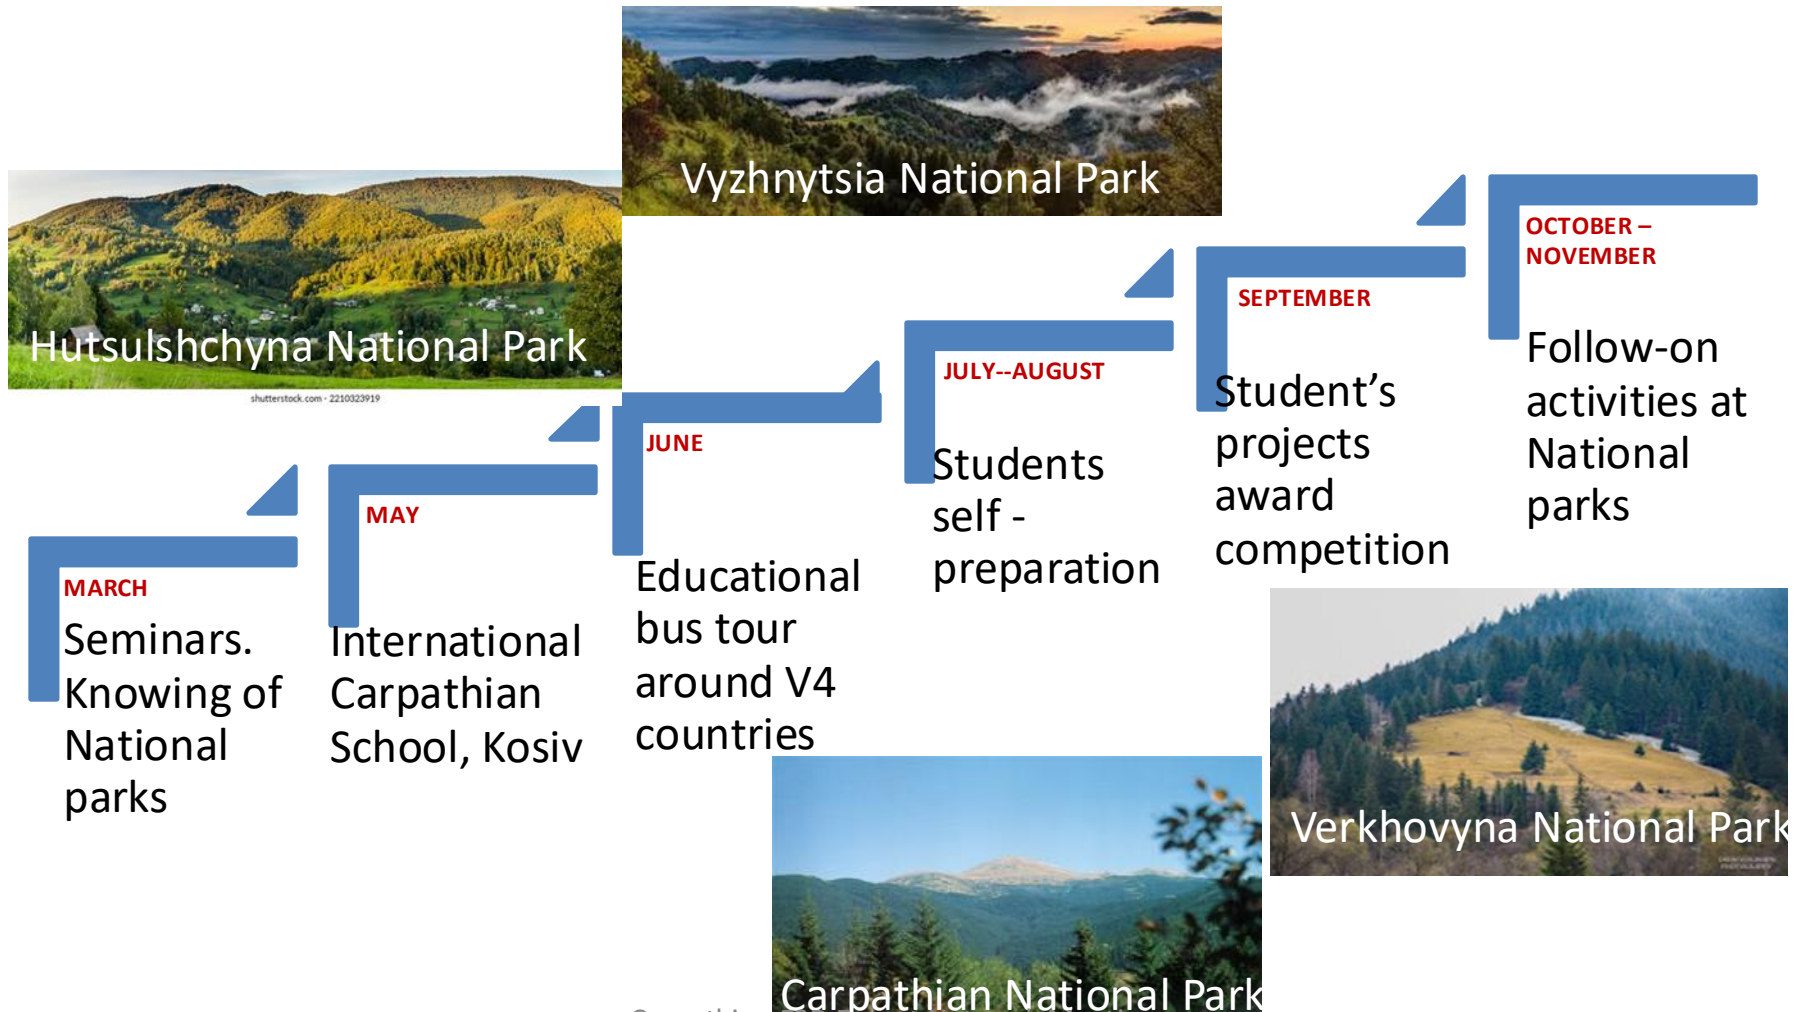 Vyzhnytsia National Park
Hutsulshchyna National Park
shutterstock.com · 2210323919
MARCH
Seminars.
Knowing of
National
parks
MAY
International
Carpathian
School, Kosiv
JUNE
Educational
bus tour
around V4
countries
JULY--AUGUST
Students
self -
preparation
SEPTEMBER
Student’s
projects
award
competition
OCTOBER –
NOVEMBER
Follow-on
activities at
National
parks
Verkhovyna National Park
Carpathian National Park